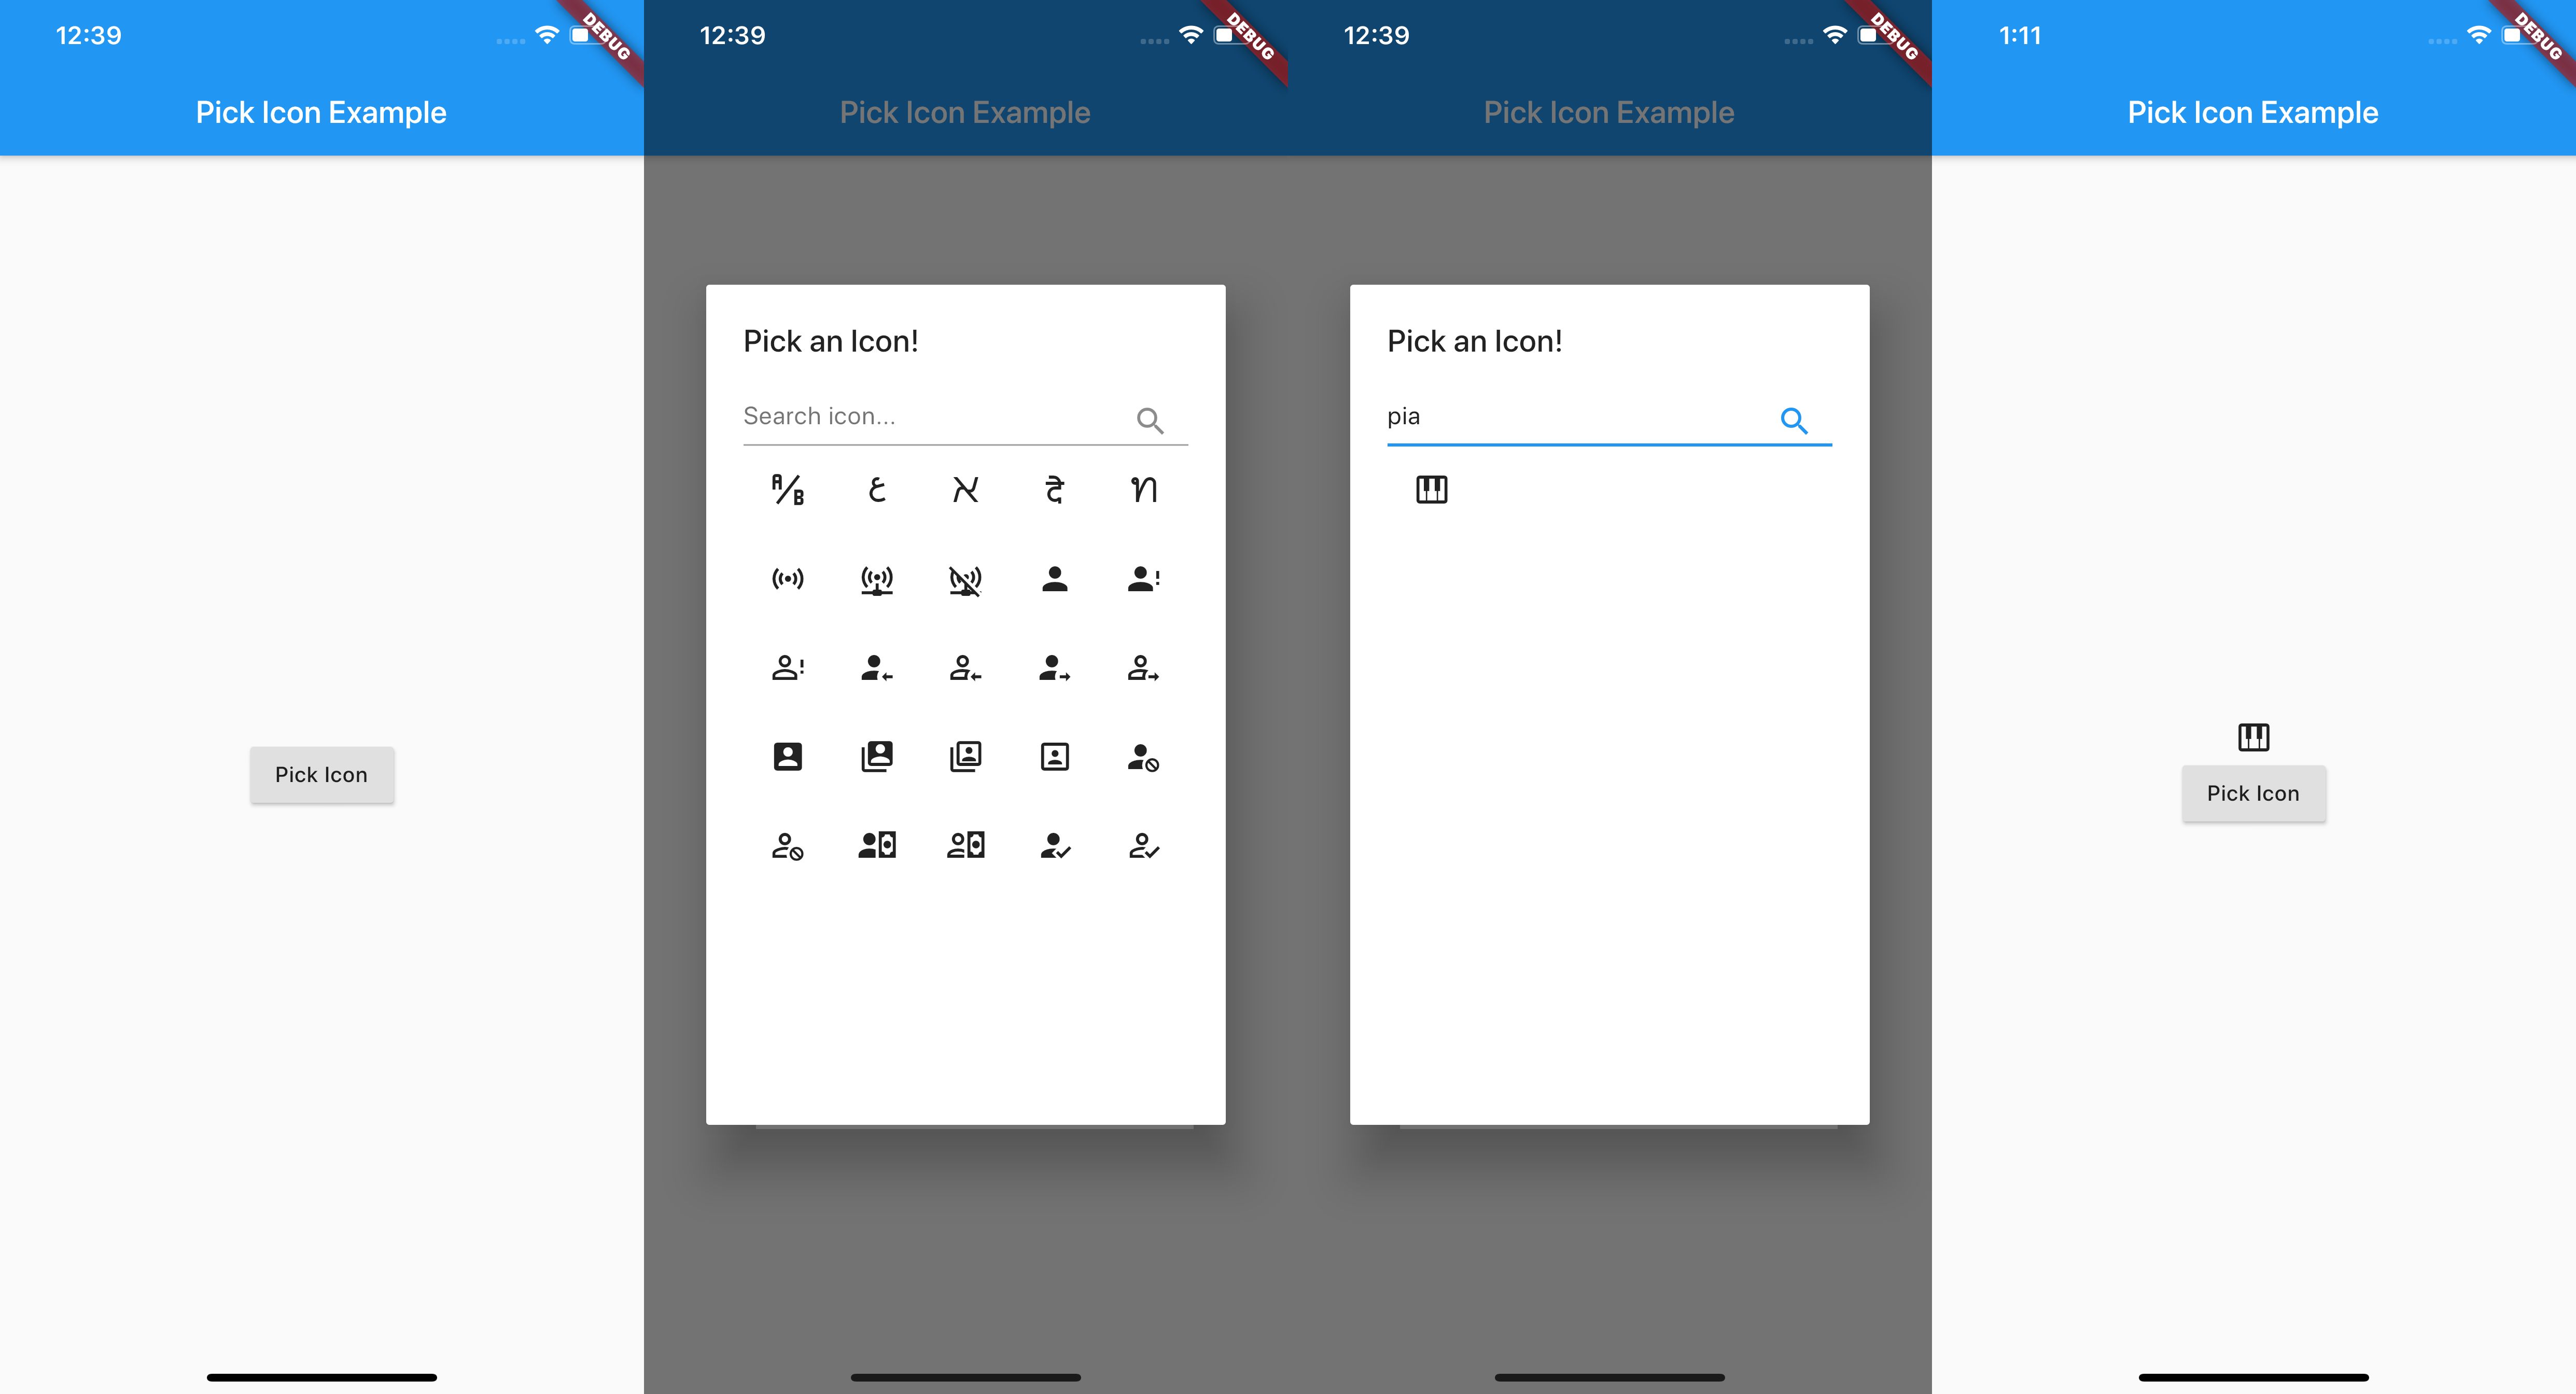 12:39
DEBUG
Pick Icon Example
Pick Icon
12:39
DEBUG
Pick Icon Example
Pick an Icon!
Search icon...
A/B ع א दे ท
12:39
DEBUG
Pick Icon Example
Pick an Icon!
pia
1:11
DEBUG
Pick Icon Example
Pick Icon